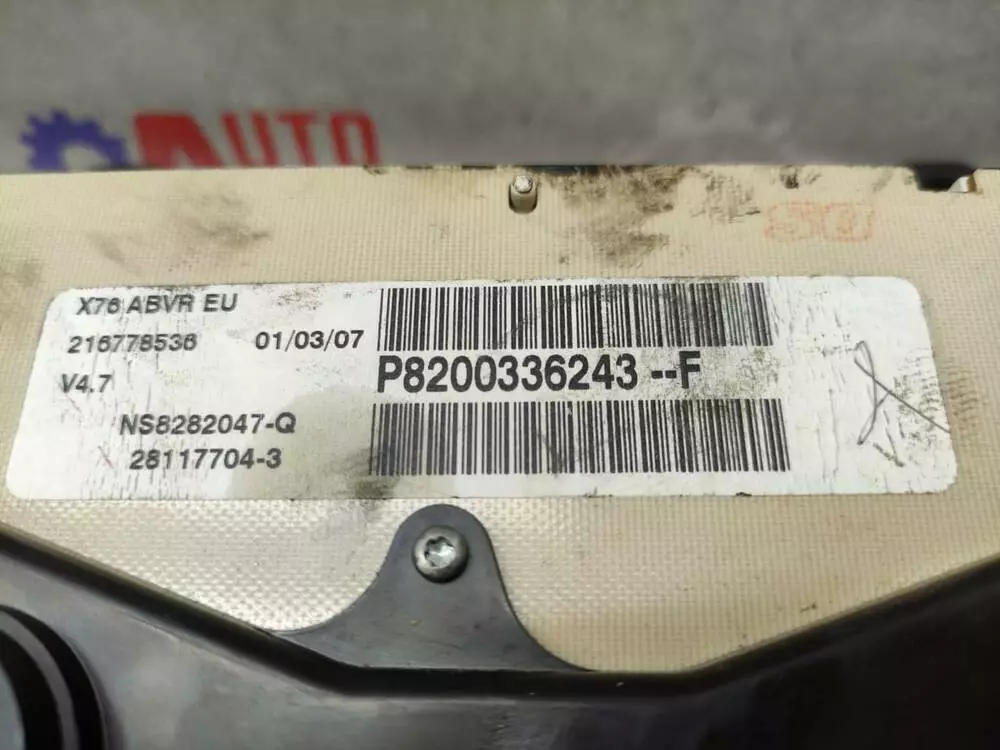 AUTO
X76 ABVR EU
216778536 01/03/07
P8200336243 --F
V4.7
NS8282047-Q
28117704-3